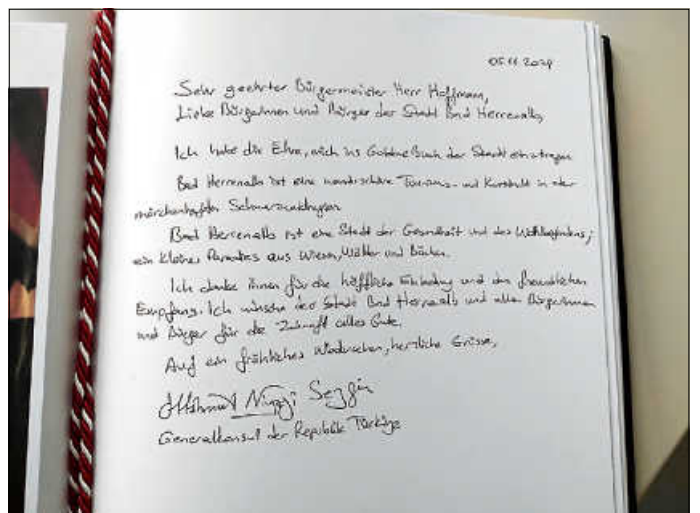 05.11.2024
Sehr geehrter Bürgermeister Herr Hoffmann,
Liebe Bürgerinnen und Bürger der Stadt Bad Herrenalb,
Ich habe die Ehre, mich ins Goldene Buch der Stadt einzutragen
Bad Herrenalb ist eine wunderschöne Tourismus- und Kurstadt in der
märchenhaften Schwarzwaldregion
Bad Herrenalb ist eine Stadt der Gesundheit und des Wohlbefindens;
ein kleines Paradies aus Wiesen, Wälder und Bächen.
Ich danke Ihnen für die höffliche Einladung und den freundlichen
Empfang. Ich wünsche der Stadt Bad Herrenalb und allen Bürgerinnen
und Bürger für die Zukunft alles Gute.
Auf ein fröhliches Wiedersehen, herzliche Grüsse,
Mahmut Niyazi Sezgin
Generalkonsul der Republik Türkiye